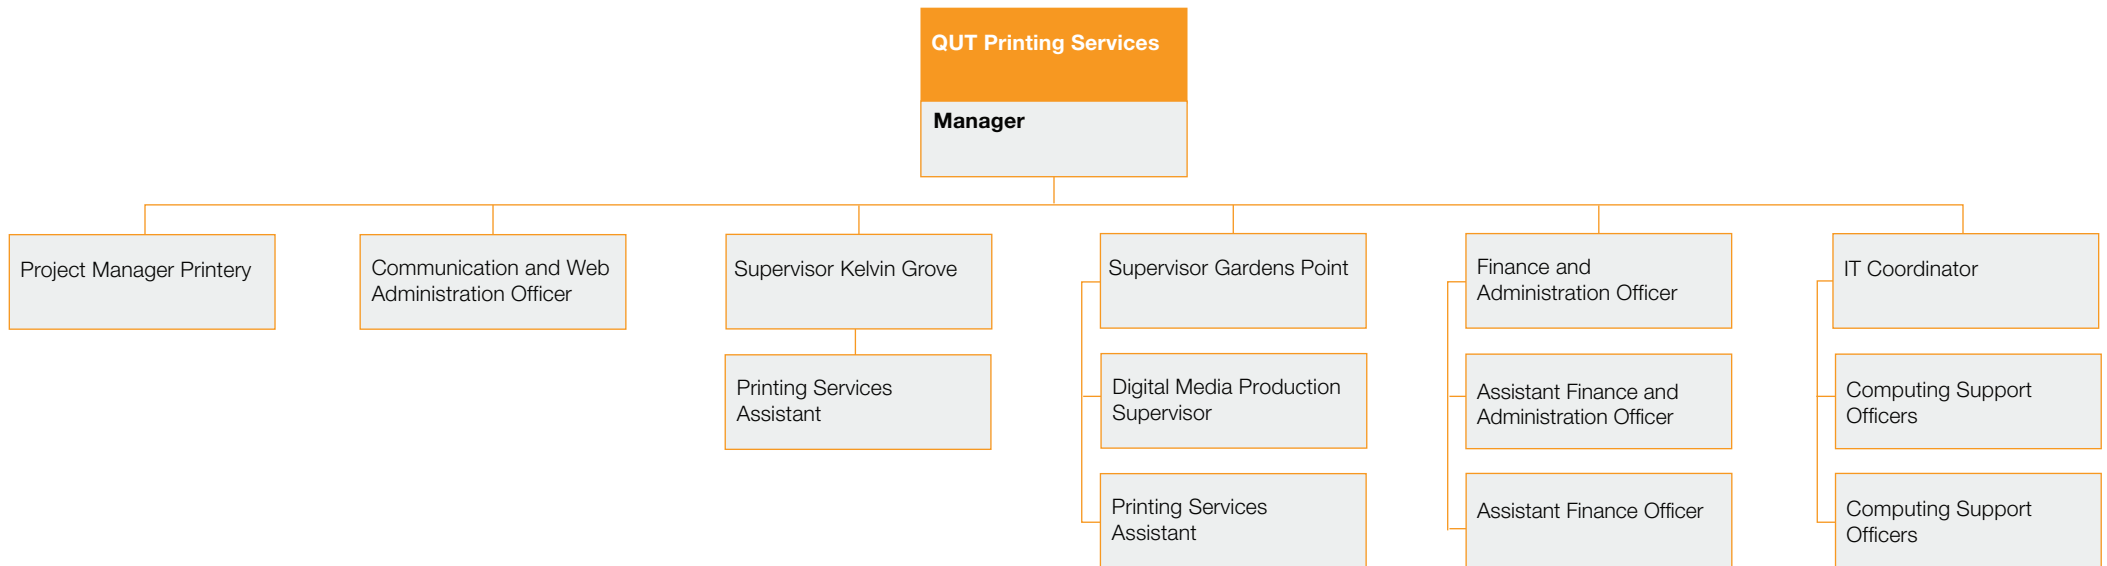 QUT Printing Services
Manager
Project Manager Printery
Communication and Web
Administration Officer
Supervisor Kelvin Grove
Supervisor Gardens Point
Finance and
Administration Officer
IT Coordinator
Printing Services
Assistant
Digital Media Production
Supervisor
Assistant Finance and
Administration Officer
Computing Support
Officers
Printing Services
Assistant
Assistant Finance Officer
Computing Support
Officers